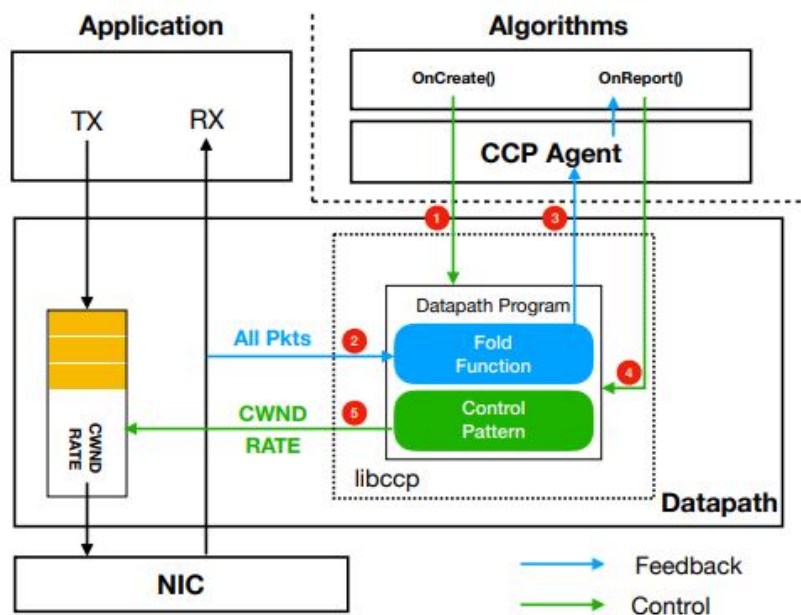 Application
Algorithms
OnCreate()
OnReport()
TX
RX
CCP Agent
1
3
Datapath Program
All Pkts
2
Fold
Function
4
CWND
5
Control
RATE
Pattern
CWND
RATE
libccp
Datapath
NIC
Feedback
Control